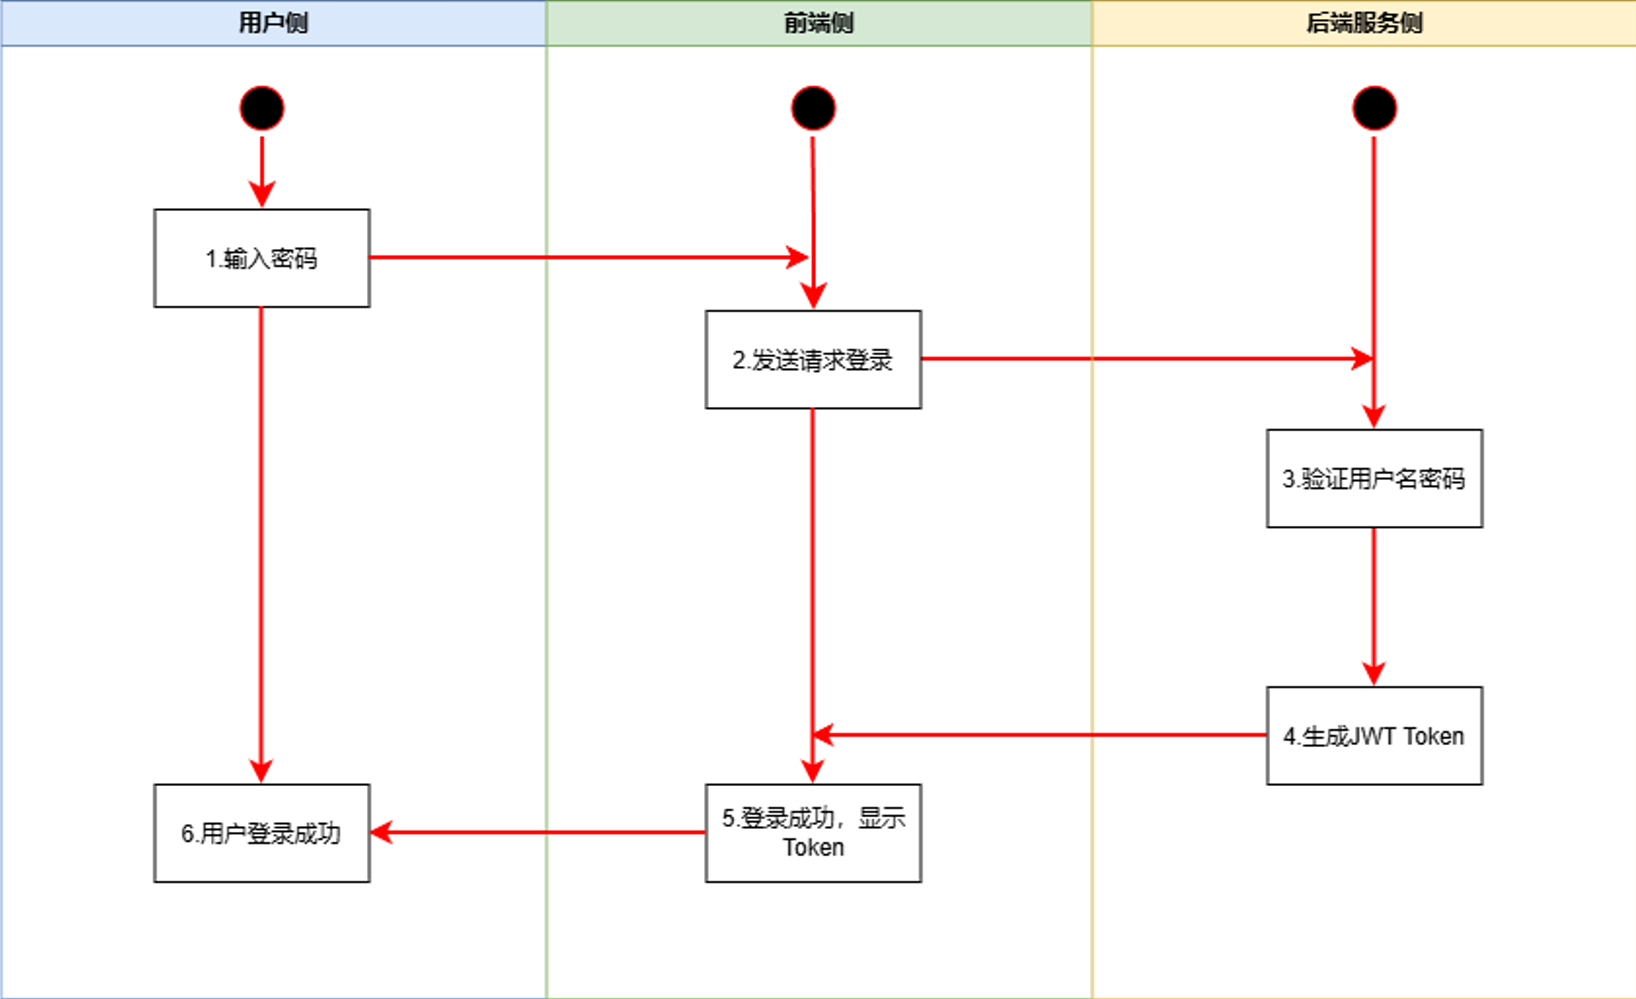 用户侧
前端侧
后端服务侧
1.输入密码
2.发送请求登录
3.验证用户名密码
4.生成JWT Token
5.登录成功，显示
Token
6.用户登录成功